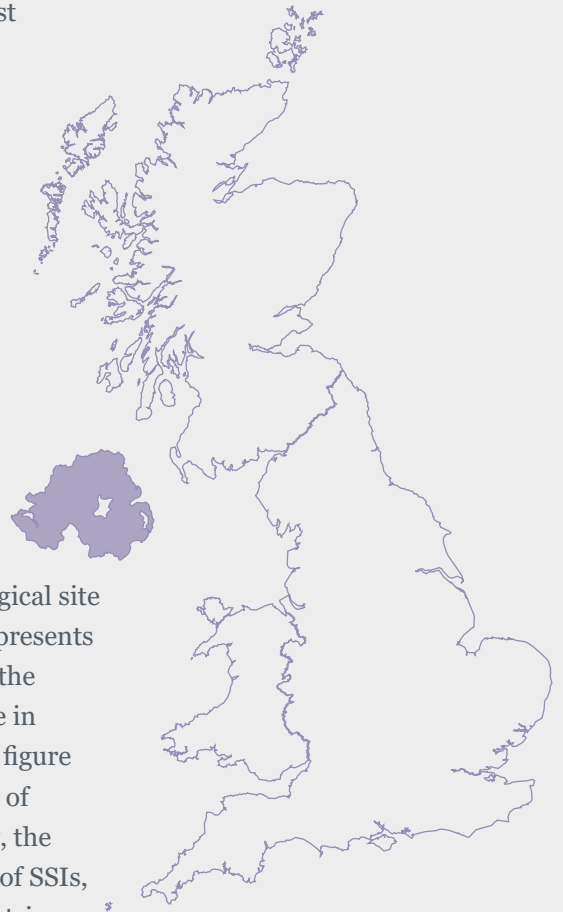 st
gical site
presents
the
e in
figure
of
, the
of SSIs,